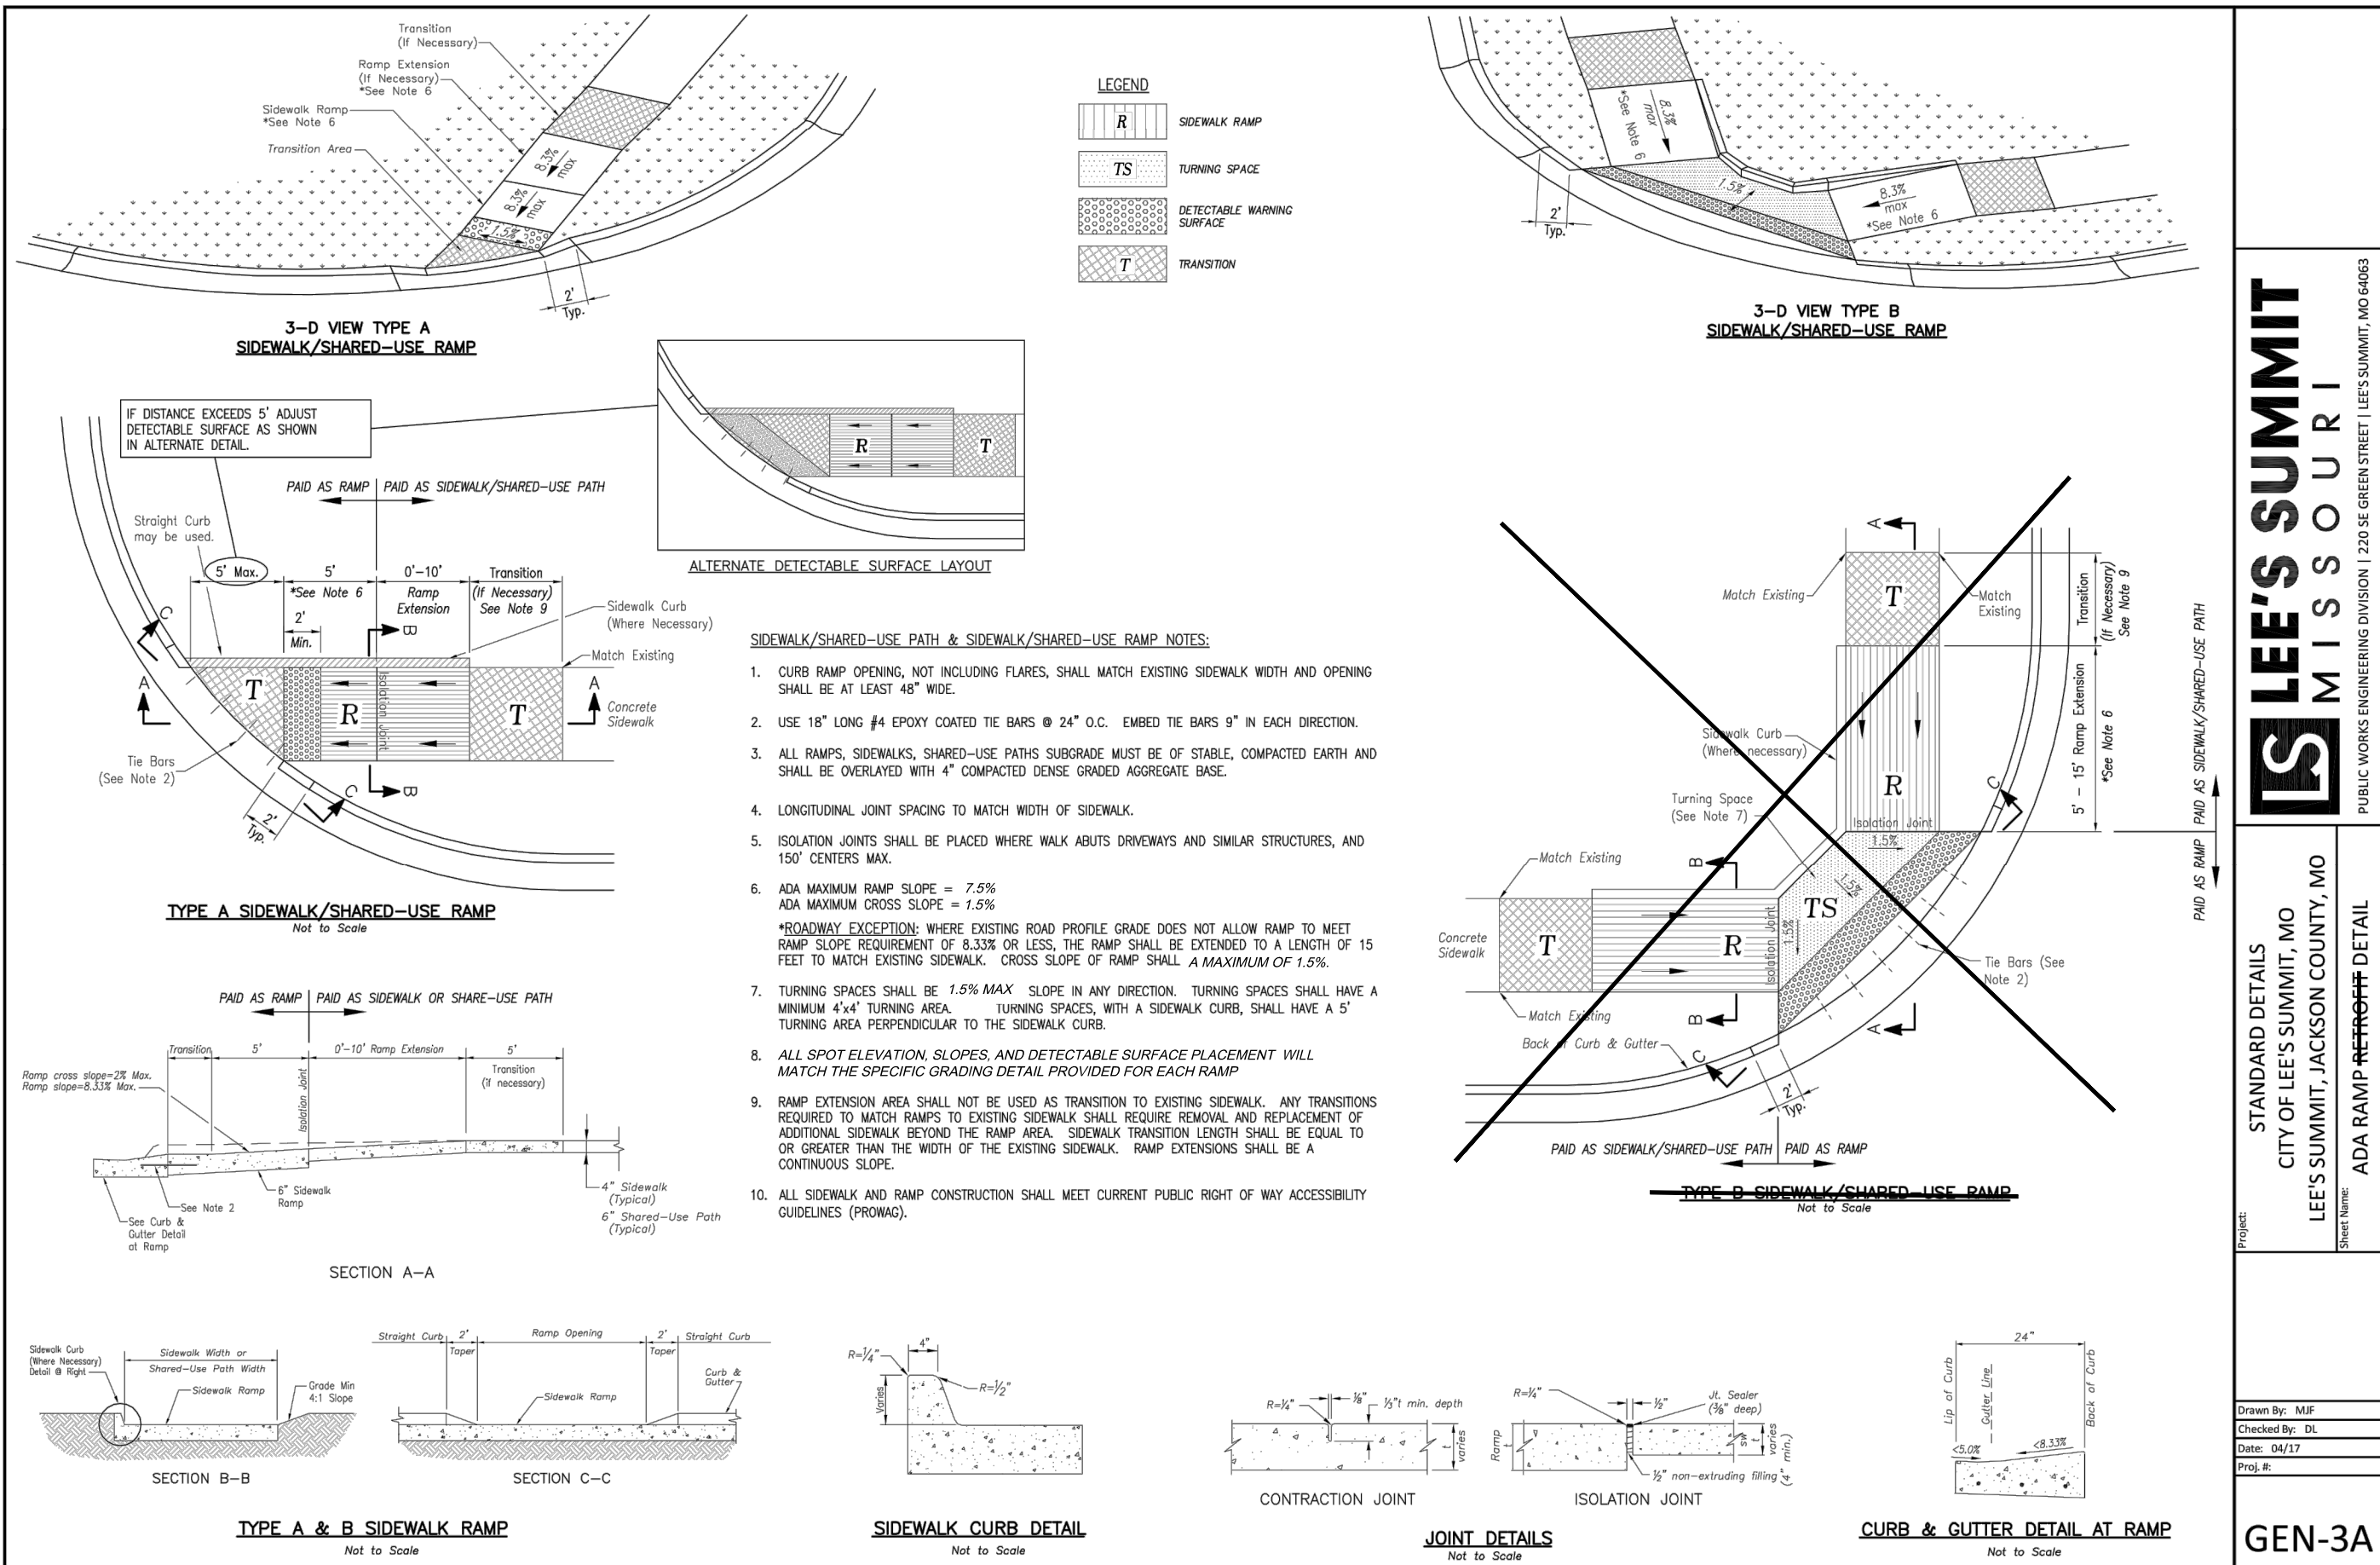 Transition
(If Necessary)
Ramp Extension
(If Necessary)
*See Note 6
Sidewalk Ramp
*See Note 6
Transition Area
8.3%
max
8.3%
max
1.5%
2'
Typ.
3-D VIEW TYPE A
SIDEWALK/SHARED-USE RAMP
LEGEND
R
SIDEWALK RAMP
TS
TURNING SPACE
DETECTABLE WARNING
SURFACE
T
TRANSITION
8.3%
max
*See Note 6
1.5%
8.3%
max
*See Note 6
2'
Typ.
3-D VIEW TYPE B
SIDEWALK/SHARED-USE RAMP
IF DISTANCE EXCEEDS 5' ADJUST
DETECTABLE SURFACE AS SHOWN
IN ALTERNATE DETAIL.
R
T
ALTERNATE DETECTABLE SURFACE LAYOUT
PAID AS RAMP
PAID AS SIDEWALK/SHARED-USE PATH
Straight Curb
may be used.
5' Max.
5'
*See Note 6
2'
Min.
0'-10'
Ramp
Extension
Transition
(If Necessary)
See Note 9
Sidewalk Curb
(Where Necessary)
Match Existing
Concrete
Sidewalk
Isolation Joint
T
R
T
A
A
B
B
C
C
Tie Bars
(See Note 2)
2'
Typ.
TYPE A SIDEWALK/SHARED-USE RAMP
Not to Scale
SIDEWALK/SHARED-USE PATH & SIDEWALK/SHARED-USE RAMP NOTES:
1. CURB RAMP OPENING, NOT INCLUDING FLARES, SHALL MATCH EXISTING SIDEWALK WIDTH AND OPENING
SHALL BE AT LEAST 48" WIDE.
2. USE 18" LONG #4 EPOXY COATED TIE BARS @ 24" O.C. EMBED TIE BARS 9" IN EACH DIRECTION.
3. ALL RAMPS, SIDEWALKS, SHARED-USE PATHS SUBGRADE MUST BE OF STABLE, COMPACTED EARTH AND
SHALL BE OVERLAYED WITH 4" COMPACTED DENSE GRADED AGGREGATE BASE.
4. LONGITUDINAL JOINT SPACING TO MATCH WIDTH OF SIDEWALK.
5. ISOLATION JOINTS SHALL BE PLACED WHERE WALK ABUTS DRIVEWAYS AND SIMILAR STRUCTURES, AND
150' CENTERS MAX.
6. ADA MAXIMUM RAMP SLOPE = 7.5%
ADA MAXIMUM CROSS SLOPE = 1.5%
*ROADWAY EXCEPTION: WHERE EXISTING ROAD PROFILE GRADE DOES NOT ALLOW RAMP TO MEET
RAMP SLOPE REQUIREMENT OF 8.33% OR LESS, THE RAMP SHALL BE EXTENDED TO A LENGTH OF 15
FEET TO MATCH EXISTING SIDEWALK. CROSS SLOPE OF RAMP SHALL A MAXIMUM OF 1.5%.
7. TURNING SPACES SHALL BE 1.5% MAX SLOPE IN ANY DIRECTION. TURNING SPACES SHALL HAVE A
MINIMUM 4'x4' TURNING AREA. TURNING SPACES, WITH A SIDEWALK CURB, SHALL HAVE A 5'
TURNING AREA PERPENDICULAR TO THE SIDEWALK CURB.
8. ALL SPOT ELEVATION, SLOPES, AND DETECTABLE SURFACE PLACEMENT WILL
MATCH THE SPECIFIC GRADING DETAIL PROVIDED FOR EACH RAMP
9. RAMP EXTENSION AREA SHALL NOT BE USED AS TRANSITION TO EXISTING SIDEWALK. ANY TRANSITIONS
REQUIRED TO MATCH RAMPS TO EXISTING SIDEWALK SHALL REQUIRE REMOVAL AND REPLACEMENT OF
ADDITIONAL SIDEWALK BEYOND THE RAMP AREA. SIDEWALK TRANSITION LENGTH SHALL BE EQUAL TO
OR GREATER THAN THE WIDTH OF THE EXISTING SIDEWALK. RAMP EXTENSIONS SHALL BE A
CONTINUOUS SLOPE.
10. ALL SIDEWALK AND RAMP CONSTRUCTION SHALL MEET CURRENT PUBLIC RIGHT OF WAY ACCESSIBILITY
GUIDELINES (PROWAG).
A
Match Existing
T
Match
Existing
Transition
(If Necessary)
See Note 9
5' - 15' Ramp Extension
*See Note 6
PAID AS RAMP
PAID AS SIDEWALK/SHARED-USE PATH
Sidewalk Curb
(Where necessary)
R
Turning Space
(See Note 7)
Isolation Joint
1.5%
C
Match Existing
B
1.5%
TS
1.5%
Isolation Joint
Concrete
Sidewalk
T
R
Tie Bars (See
Note 2)
Match Existing
B
A
Back of Curb & Gutter
C
2'
Typ.
PAID AS SIDEWALK/SHARED-USE PATH
PAID AS RAMP
TYPE B SIDEWALK/SHARED-USE RAMP
Not to Scale
PAID AS RAMP
PAID AS SIDEWALK OR SHARE-USE PATH
Transition
5'
0'-10' Ramp Extension
5'
Transition
(if necessary)
Ramp cross slope=2% Max.
Ramp slope=8.33% Max.
Isolation Joint
See Note 2
6" Sidewalk
Ramp
4" Sidewalk
(Typical)
6" Shared-Use Path
(Typical)
See Curb &
Gutter Detail
at Ramp
SECTION A-A
Sidewalk Curb
(Where Necessary)
Detail @ Right
Sidewalk Width or
Shared-Use Path Width
Sidewalk Ramp
Grade Min
4:1 Slope
SECTION B-B
Straight Curb
2'
Taper
Ramp Opening
2'
Taper
Straight Curb
Curb &
Gutter
Sidewalk Ramp
SECTION C-C
TYPE A & B SIDEWALK RAMP
Not to Scale
4"
R=1/4"
R=1/2"
Varies
SIDEWALK CURB DETAIL
Not to Scale
R=1/4"
1/8"
1/3"t min. depth
t
varies
CONTRACTION JOINT
R=1/4"
1/2"
Jt. Sealer
(3/8" deep)
Ramp
t
sw
t
varies
(4" min.)
1/2" non-extruding filling
ISOLATION JOINT
JOINT DETAILS
Not to Scale
24"
Lip of Curb
Gutter Line
Back of Curb
<5.0%
<8.33%
CURB & GUTTER DETAIL AT RAMP
Not to Scale
LS
LEE'S SUMMIT
MISSOURI
PUBLIC WORKS ENGINEERING DIVISION | 220 SE GREEN STREET | LEE'S SUMMIT, MO 64063
Project:
STANDARD DETAILS
CITY OF LEE'S SUMMIT, MO
LEE'S SUMMIT, JACKSON COUNTY, MO
Sheet Name:
ADA RAMP RETROFIT DETAIL
Drawn By: MJF
Checked By: DL
Date: 04/17
Proj. #:
GEN-3A